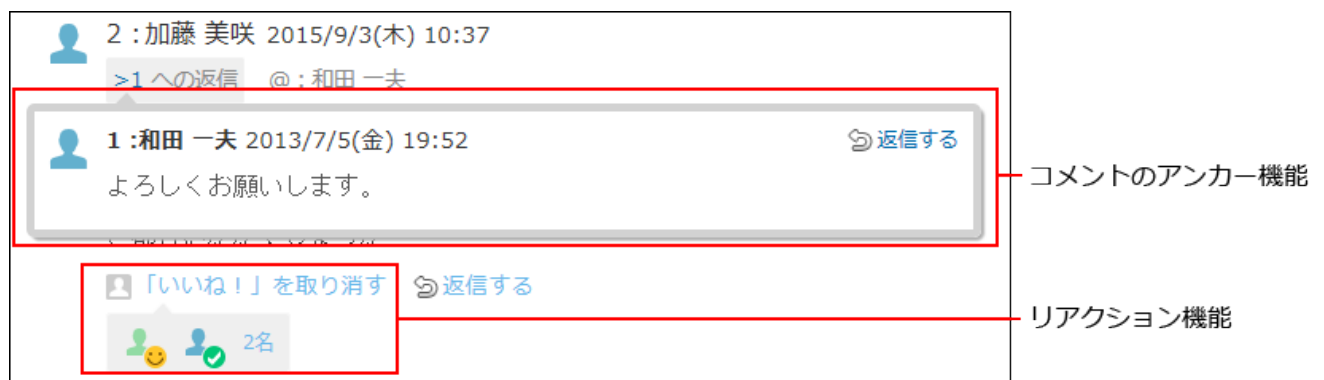 2 : 加藤 美咲 2015/9/3(木) 10:37
>1 への返信 @ : 和田 一夫
1 :和田 一夫 2013/7/5(金) 19:52 返信する
よろしくお願いします。
コメントのアンカー機能
「いいね！」を取り消す 返信する
2名
リアクション機能